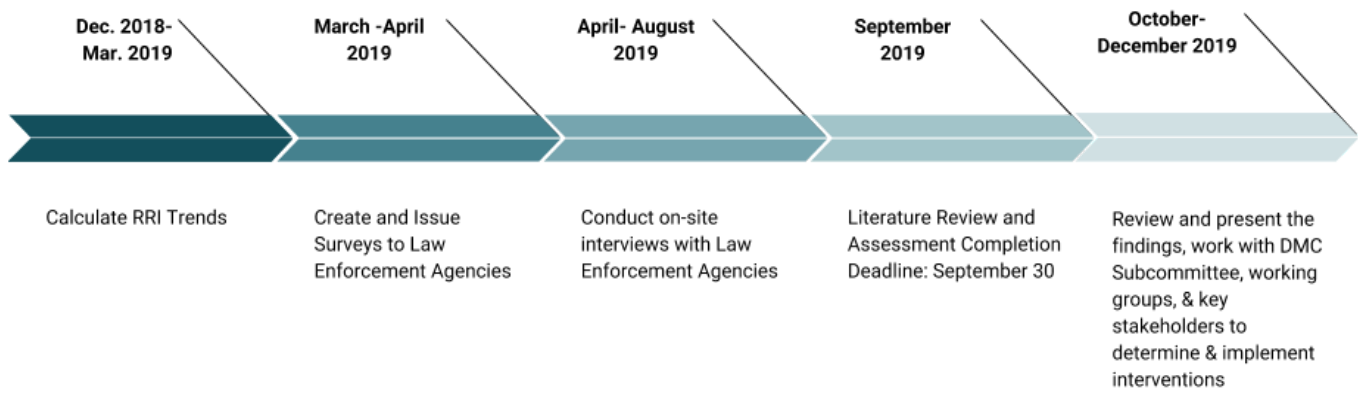 Dec. 2018-
Mar. 2019
March -April
2019
April- August
2019
September
2019
October-
December 2019
Calculate RRI Trends
Create and Issue
Surveys to Law
Enforcement Agencies
Conduct on-site
interviews with Law
Enforcement Agencies
Literature Review and
Assessment Completion
Deadline: September 30
Review and present the
findings, work with DMC
Subcommittee, working
groups, & key
stakeholders to
determine & implement
interventions